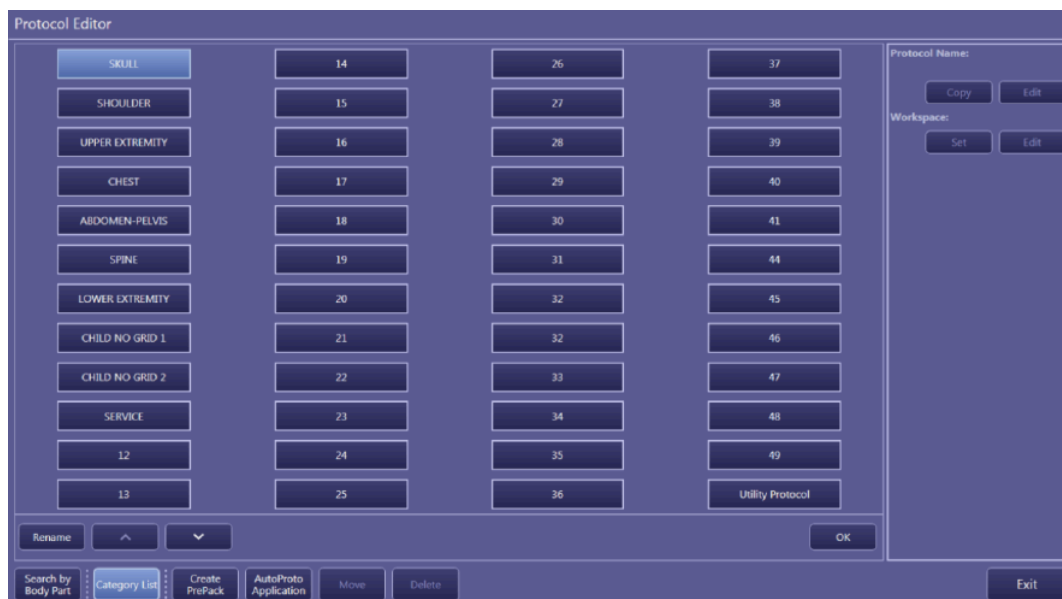 Protocol Editor
SKULL
SHOULDER
UPPER EXTREMITY
CHEST
ABDOMEN-PELVIS
SPINE
LOWER EXTREMITY
CHILD NO GRID 1
CHILD NO GRID 2
SERVICE
12
13
14
15
16
17
18
19
20
21
22
23
24
25
26
27
28
29
30
31
32
32
33
34
35
36
37
38
39
40
41
44
45
46
47
48
49
Utility Protocol
Protocol Name:
Copy
Edit
Workspace:
Set
Edit
Rename
OK
Search by
Body Part
Category List
Create
PrePack
AutoProto
Application
Move
Delete
Exit